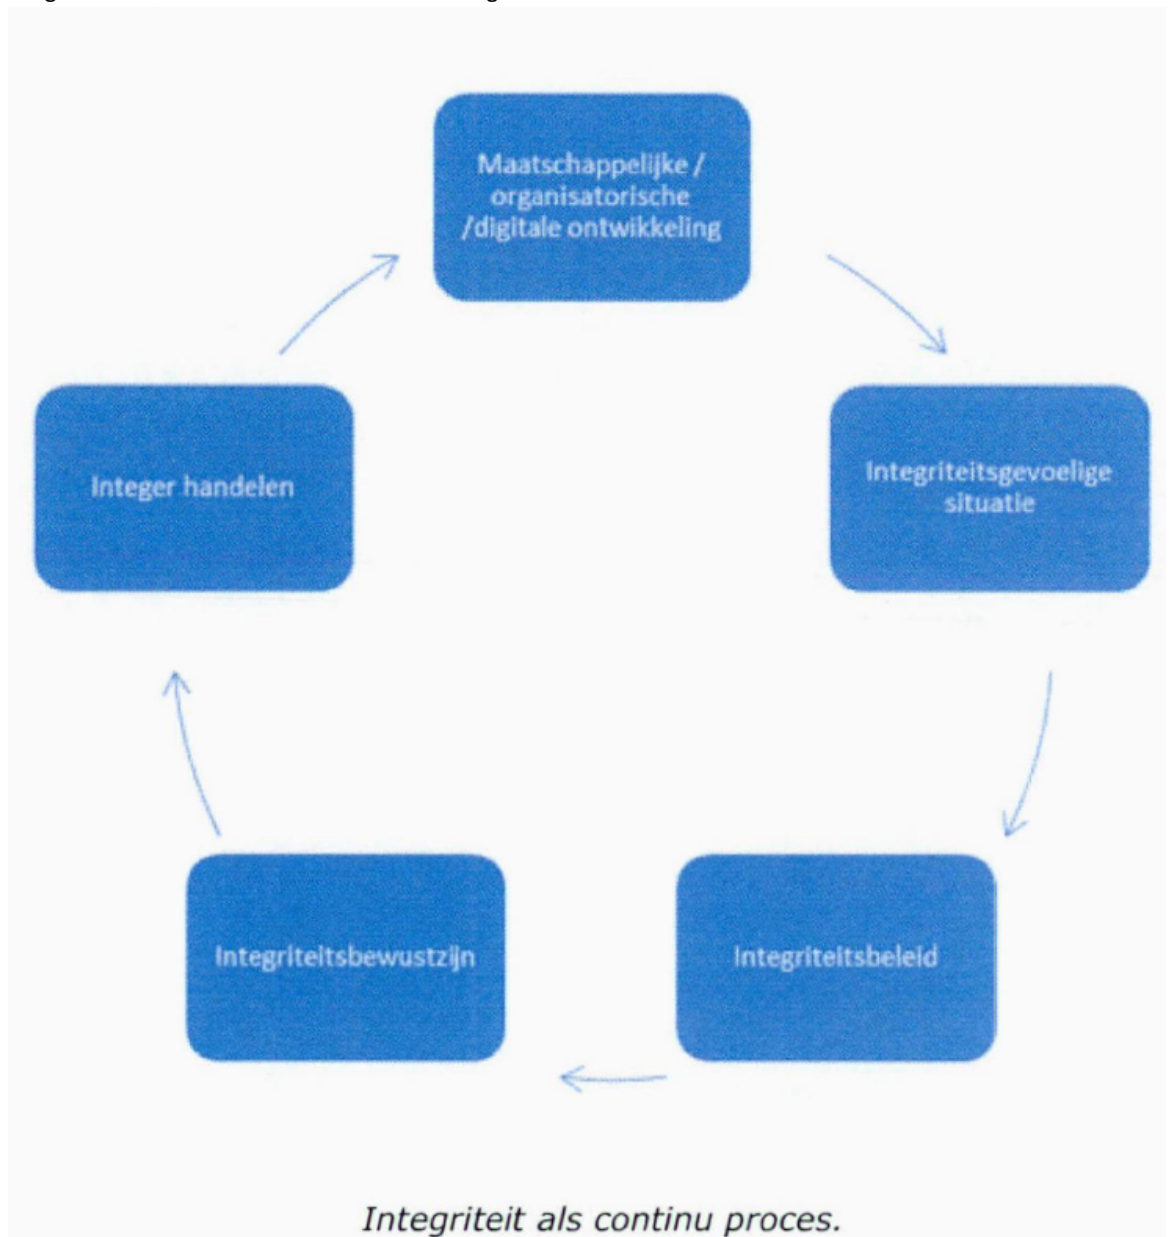 Maatschappelijke /
organisatorische
/digitale ontwikkeling
Integriteitsgevoelige
situatie
Integriteitsbeleid
Integriteitsbewustzijn
Integer handelen
Integriteit als continu proces.